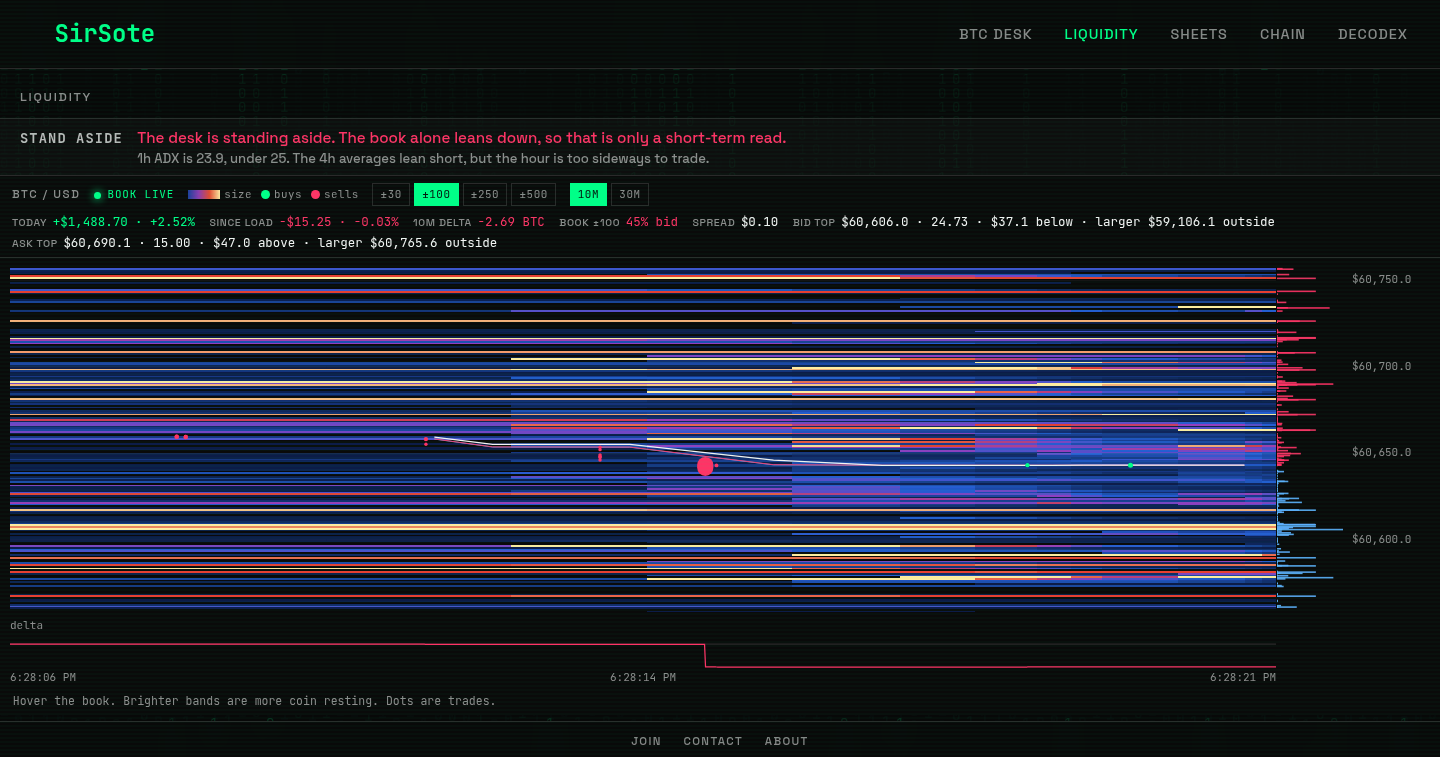 SirSote
BTC DESK LIQUIDITY SHEETS CHAIN DECODEX
LIQUIDITY
STAND ASIDE The desk is standing aside. The book alone leans down, so that is only a short-term read.
1h ADX is 23.9, under 25. The 4h averages lean short, but the hour is too sideways to trade.
BTC / USD BOOK LIVE size buys sells ±30 ±100 ±250 ±500 10M 30M
TODAY +$1,488.70 · +2.52% SINCE LOAD -$15.25 · -0.03% 10M DELTA -2.69 BTC BOOK ±100 45% bid SPREAD $0.10 BID TOP $60,606.0 · 24.73 · $37.1 below · larger $59,106.1 outside
ASK TOP $60,690.1 · 15.00 · $47.0 above · larger $60,765.6 outside
$60,750.0
$60,700.0
$60,650.0
$60,600.0
delta
6:28:06 PM 6:28:14 PM 6:28:21 PM
Hover the book. Brighter bands are more coin resting. Dots are trades.
JOIN CONTACT ABOUT